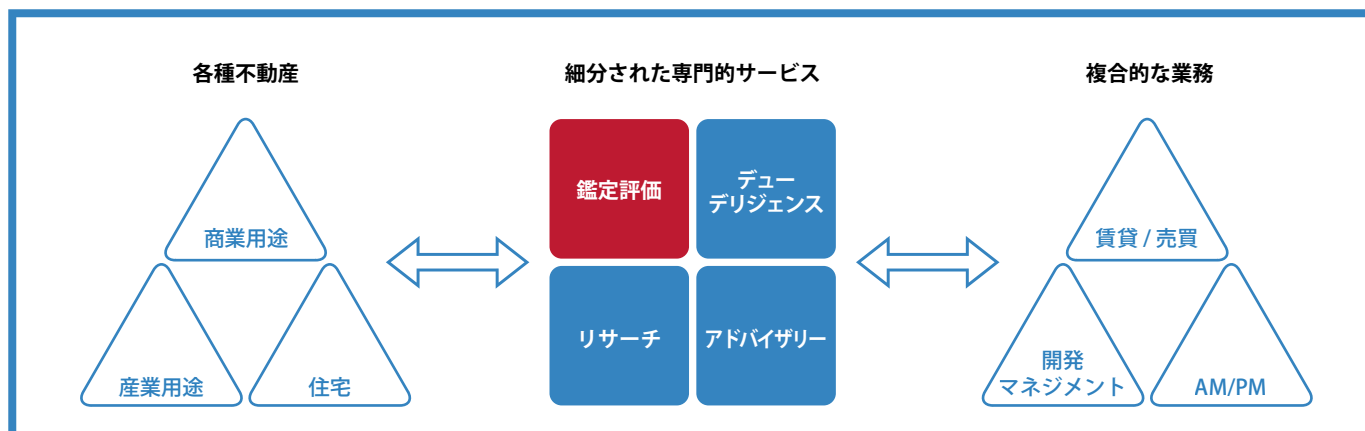 各種不動産
商業用途
産業用途
住宅
細分された専門的サービス
鑑定評価
デュー
デリジェンス
リサーチ
アドバイザリー
複合的な業務
賃貸 / 売買
開発
マネジメント
AM/PM